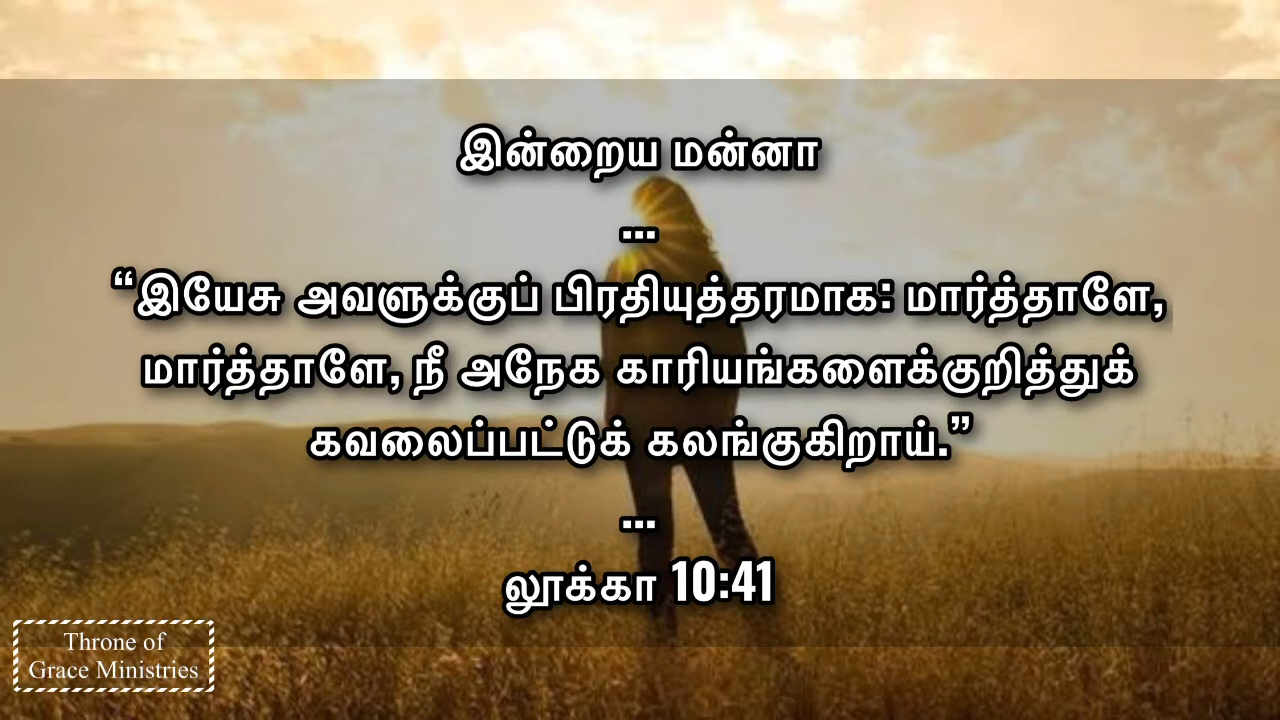 இன்றைய மன்னா
...
“இயேசு அவளுக்குப் பிரதியுத்தரமாக: மார்த்தாளே,
மார்த்தாளே, நீ அநேக காரியங்களைக்குறித்துக்
கவலைப்பட்டுக் கலங்குகிறாய்.”
...
லூக்கா 10:41
Throne of
Grace Ministries